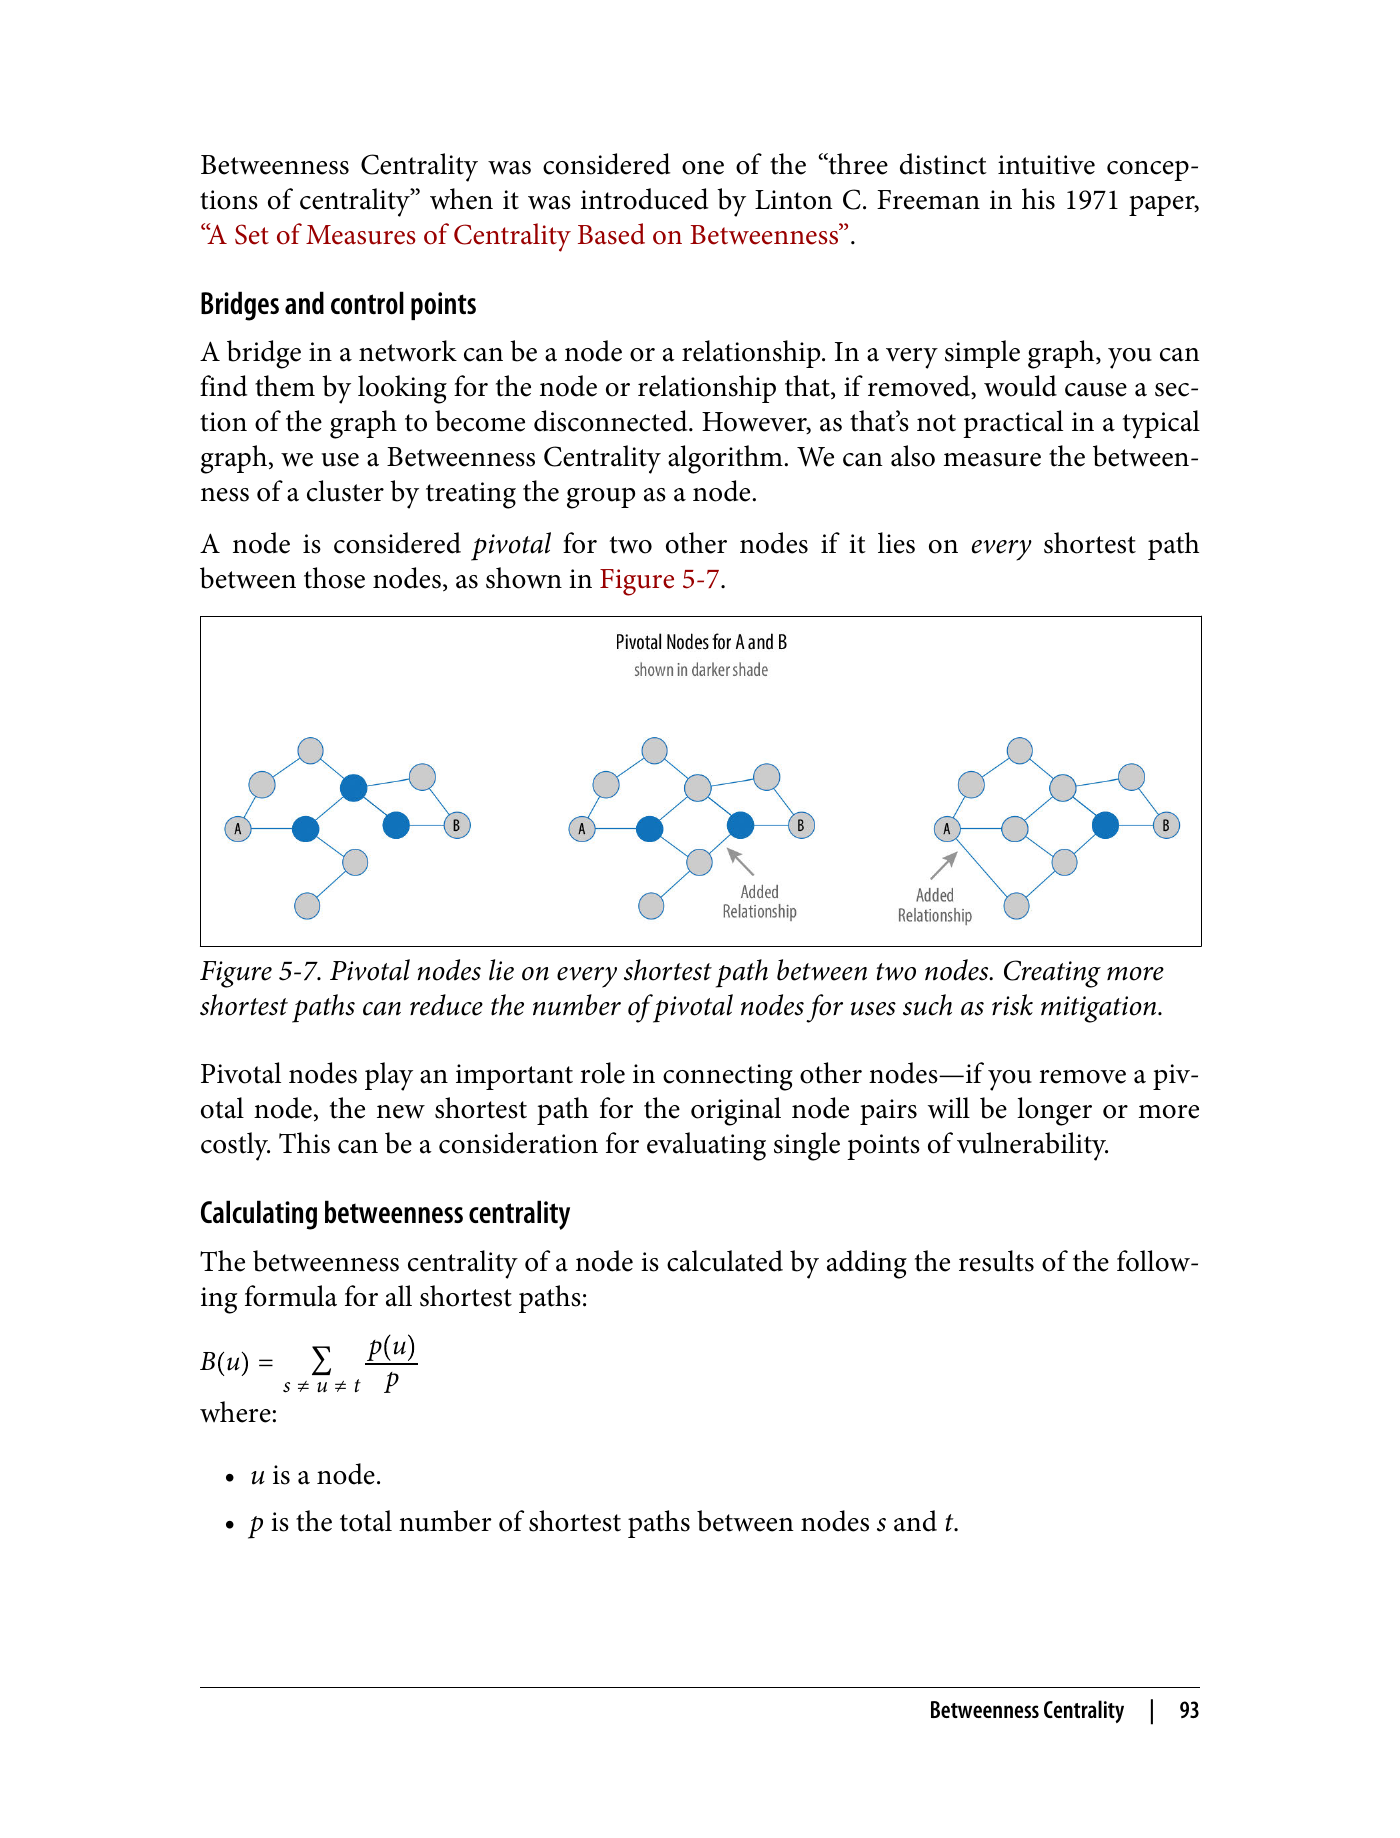 Betweenness Centrality was considered one of the “three distinct intuitive concep-
tions of centrality” when it was introduced by Linton C. Freeman in his 1971 paper,
“A Set of Measures of Centrality Based on Betweenness”.
Bridges and control points
A bridge in a network can be a node or a relationship. In a very simple graph, you can
find them by looking for the node or relationship that, if removed, would cause a sec-
tion of the graph to become disconnected. However, as that’s not practical in a typical
graph, we use a Betweenness Centrality algorithm. We can also measure the between-
ness of a cluster by treating the group as a node.
A node is considered pivotal for two other nodes if it lies on every shortest path
between those nodes, as shown in Figure 5-7.
Pivotal Nodes for A and B
shown in darker shade
A
B
A
B
Added
Relationship
A
B
Added
Relationship
Figure 5-7. Pivotal nodes lie on every shortest path between two nodes. Creating more
shortest paths can reduce the number of pivotal nodes for uses such as risk mitigation.
Pivotal nodes play an important role in connecting other nodes—if you remove a piv-
otal node, the new shortest path for the original node pairs will be longer or more
costly. This can be a consideration for evaluating single points of vulnerability.
Calculating betweenness centrality
The betweenness centrality of a node is calculated by adding the results of the follow-
ing formula for all shortest paths:
B(u) = ∑ s ≠ u ≠ t p(u)/p
where:
• u is a node.
• p is the total number of shortest paths between nodes s and t.
Betweenness Centrality | 93